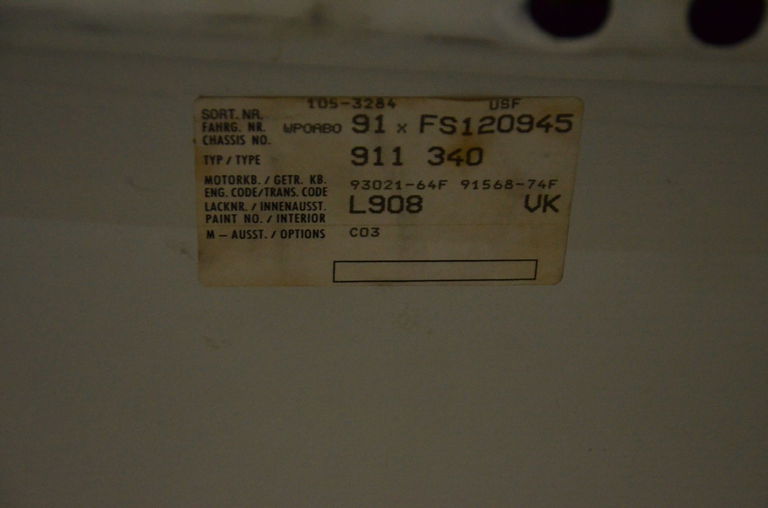 105-3284 USF
SORT. NR.
FAHRG. NR. WPOABO 91 x FS120945
CHASSIS NO.
TYP / TYPE 911 340
MOTORKB. / GETR. KB. 93021-64F 91568-74F
ENG. CODE/TRANS. CODE
LACKNR. / INNENAUSST. L908 VK
PAINT NO. / INTERIOR
M – AUSST. / OPTIONS C03